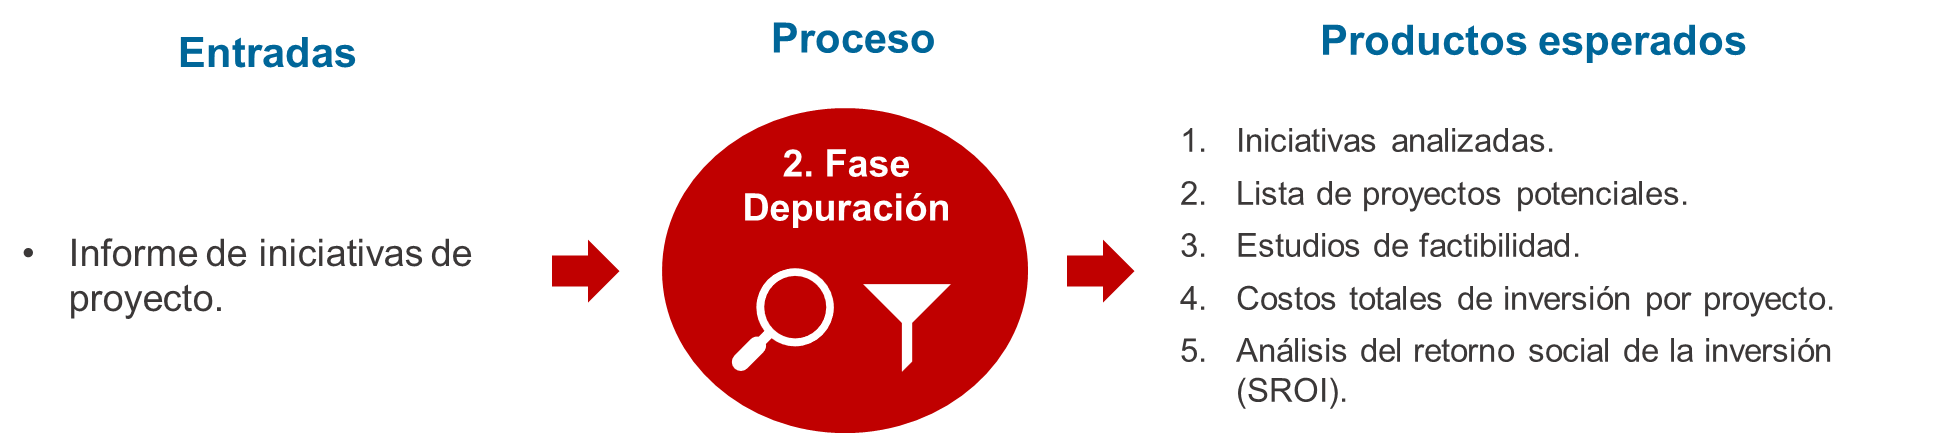 Entradas
• Informe de iniciativas de
proyecto.
Proceso
2. Fase
Depuración
Productos esperados
1. Iniciativas analizadas.
2. Lista de proyectos potenciales.
3. Estudios de factibilidad.
4. Costos totales de inversión por proyecto.
5. Análisis del retorno social de la inversión
(SROI).